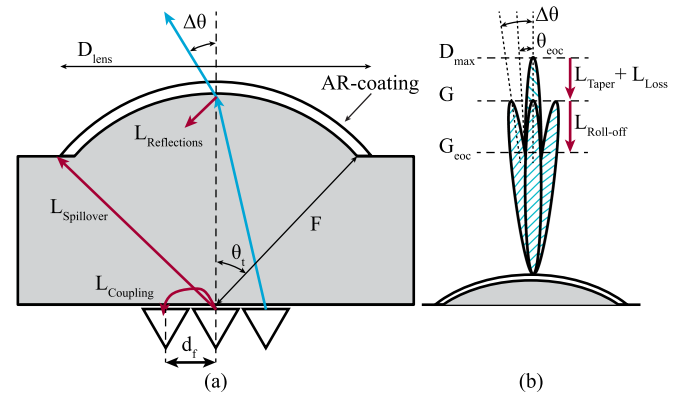 Δθ
D_lens
AR-coating
L_Reflections
L_Spillover
F
θ_t
L_Coupling
d_f
(a)
Δθ
θ_eoc
D_max
L_Taper + L_Loss
G
L_Roll-off
G_eoc
(b)